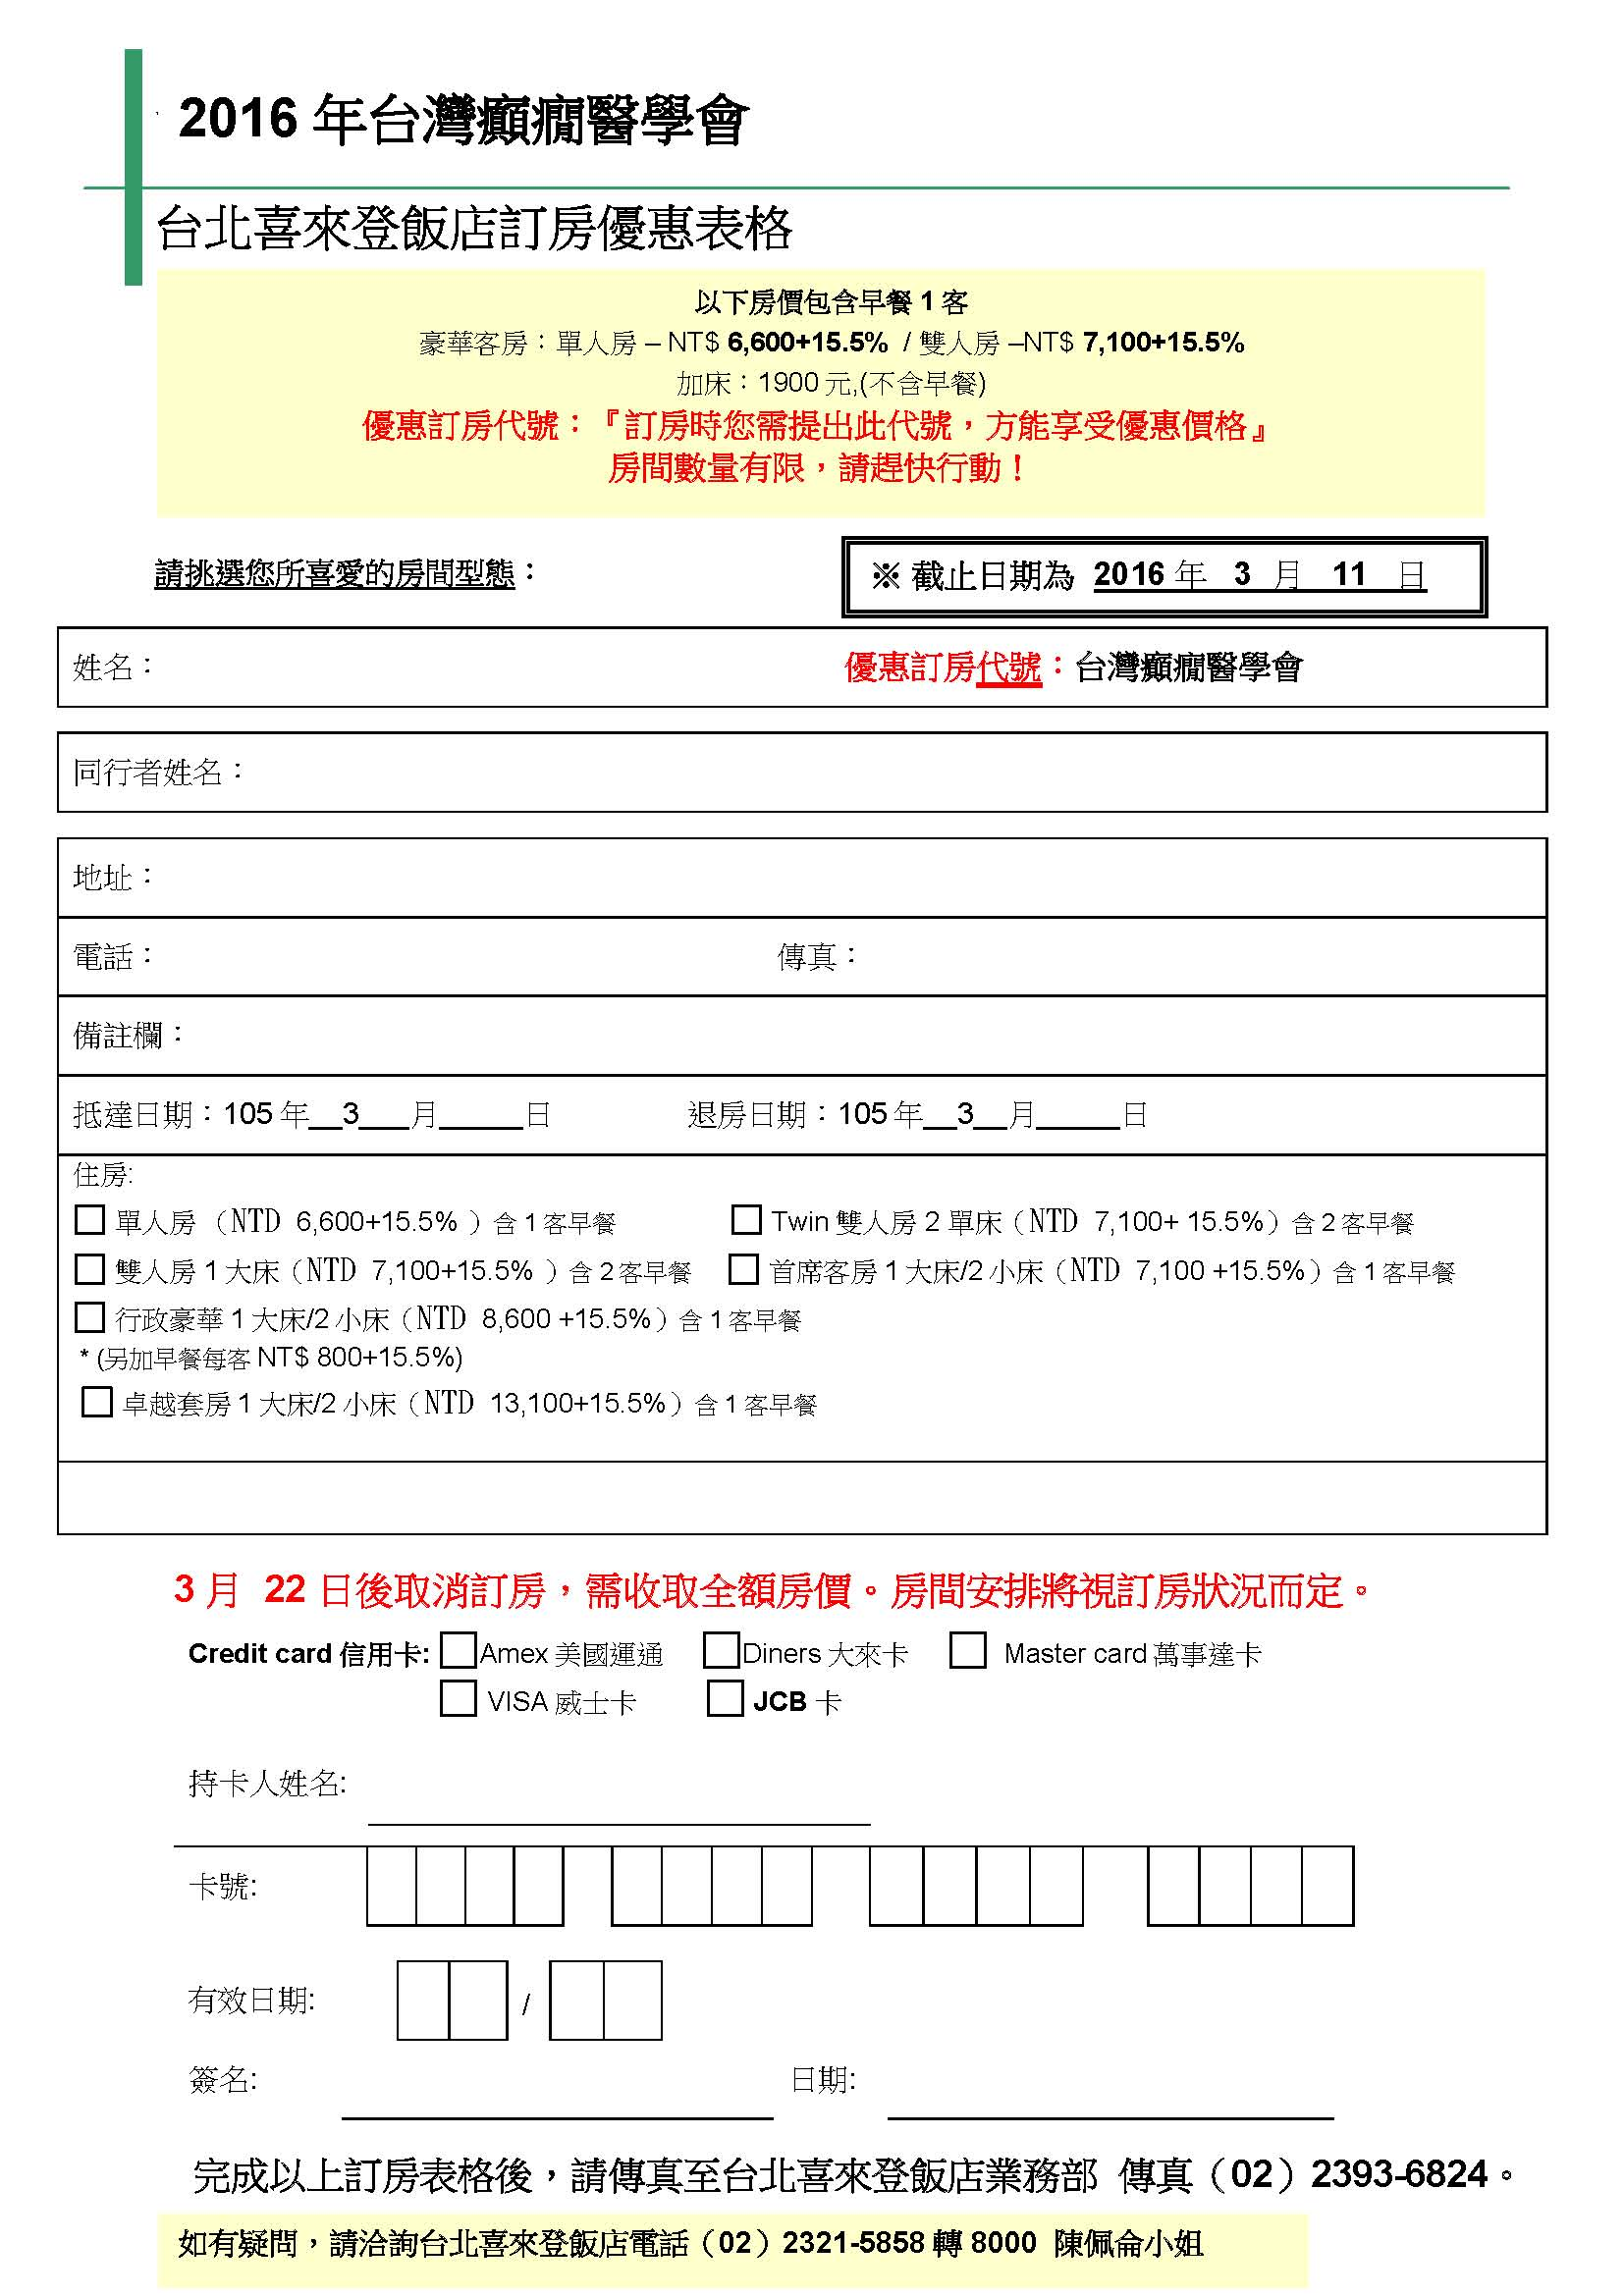 2016 年台灣癲癇醫學會
台北喜來登飯店訂房優惠表格
以下房價包含早餐 1 客
豪華客房：單人房 – NT$ 6,600+15.5% / 雙人房 –NT$ 7,100+15.5%
加床：1900 元,(不含早餐)
優惠訂房代號：『訂房時您需提出此代號，方能享受優惠價格』
房間數量有限，請趕快行動！
請挑選您所喜愛的房間型態：
※ 截止日期為 2016 年 3 月 11 日
姓名： 優惠訂房代號：台灣癲癇醫學會
同行者姓名：
地址：
電話： 傳真：
備註欄：
抵達日期：105 年__3___月_____日 退房日期：105 年__3__月_____日
住房:
□ 單人房 （NTD 6,600+15.5% ）含 1 客早餐 □ Twin 雙人房 2 單床（NTD 7,100+ 15.5%）含 2 客早餐
□ 雙人房 1 大床（NTD 7,100+15.5% ）含 2 客早餐 □ 首席客房 1 大床/2 小床（NTD 7,100 +15.5%）含 1 客早餐
□ 行政豪華 1 大床/2 小床（NTD 8,600 +15.5%）含 1 客早餐
* (另加早餐每客 NT$ 800+15.5%)
□ 卓越套房 1 大床/2 小床（NTD 13,100+15.5%）含 1 客早餐
3 月 22 日後取消訂房，需收取全額房價。房間安排將視訂房狀況而定。
Credit card 信用卡: □Amex 美國運通 □Diners 大來卡 □ Master card 萬事達卡
□ VISA 威士卡 □ JCB 卡
持卡人姓名:
卡號:
有效日期: /
簽名: 日期:
完成以上訂房表格後，請傳真至台北喜來登飯店業務部 傳真（02）2393-6824。
如有疑問，請洽詢台北喜來登飯店電話（02）2321-5858 轉 8000 陳佩侖小姐